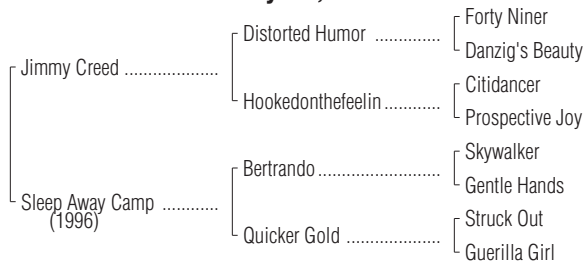 Forty Niner
Distorted Humor ..............
Danzig's Beauty
Jimmy Creed ....................
Citidancer
Hookedonthefeelin ............
Prospective Joy
Skywalker
Bertrando .......................
Gentle Hands
Sleep Away Camp ............
(1996)
Struck Out
Quicker Gold ....................
Guerilla Girl